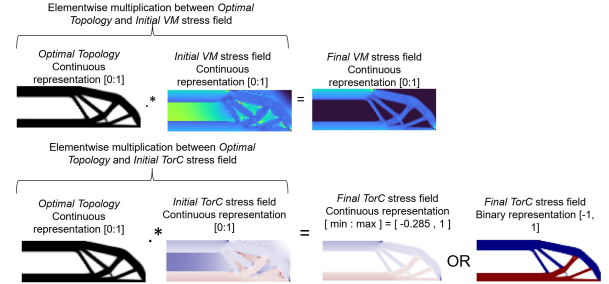 Elementwise multiplication between Optimal
Topology and Initial VM stress field
Optimal Topology
Continuous
representation [0:1]
.*
Initial VM stress field
Continuous
representation [0:1]
=
Final VM stress field
Continuous
representation [0:1]
Elementwise multiplication between Optimal
Topology and Initial TorC stress field
Optimal Topology
Continuous
representation [0:1]
.*
Initial TorC stress field
Continuous representation
[0:1]
=
Final TorC stress field
Continuous representation
[ min : max ] = [ -0.285 , 1 ]
OR
Final TorC stress field
Binary representation [-1,
1]